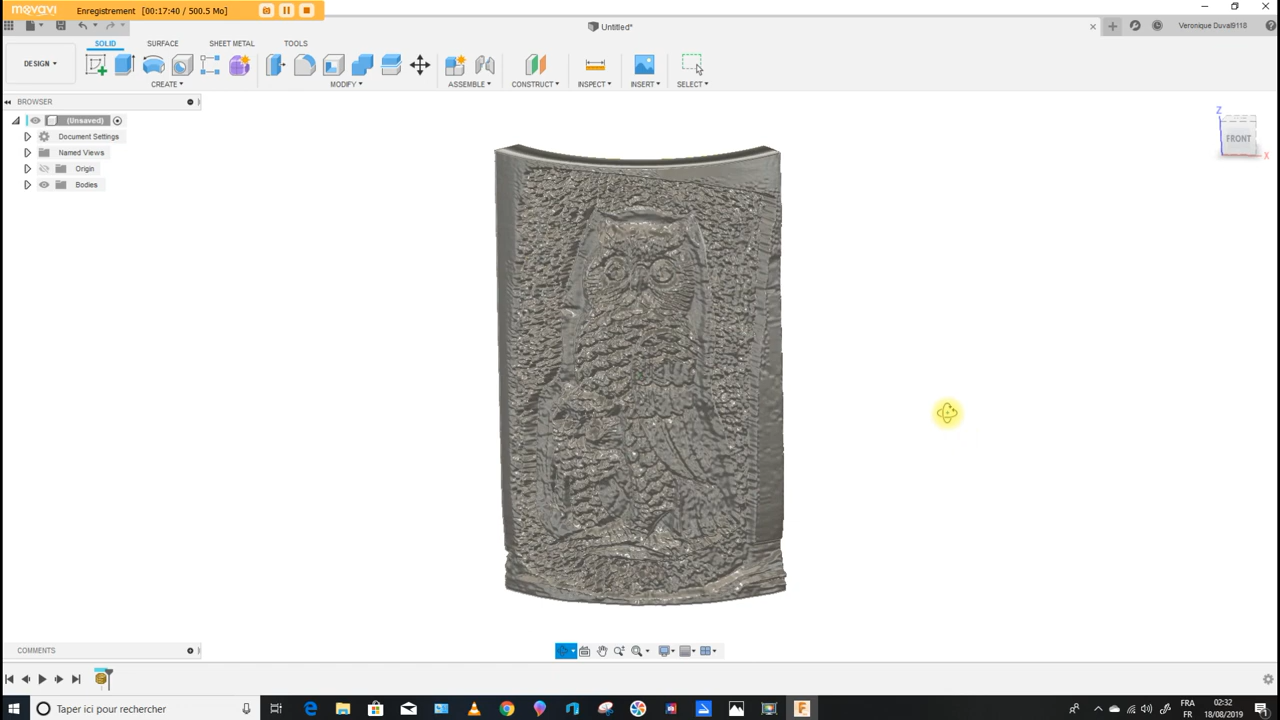 movavi Enregistrement [00:17:40 / 500.5 Mo]
Untitled*
Veronique Duval9118
DESIGN
SOLID SURFACE SHEET METAL TOOLS
CREATE MODIFY ASSEMBLE CONSTRUCT INSPECT INSERT SELECT
BROWSER
(Unsaved)
Document Settings
Named Views
Origin
Bodies
Z
FRONT
X
COMMENTS
Taper ici pour rechercher
FRA
FR
02:32
18/08/2019
1